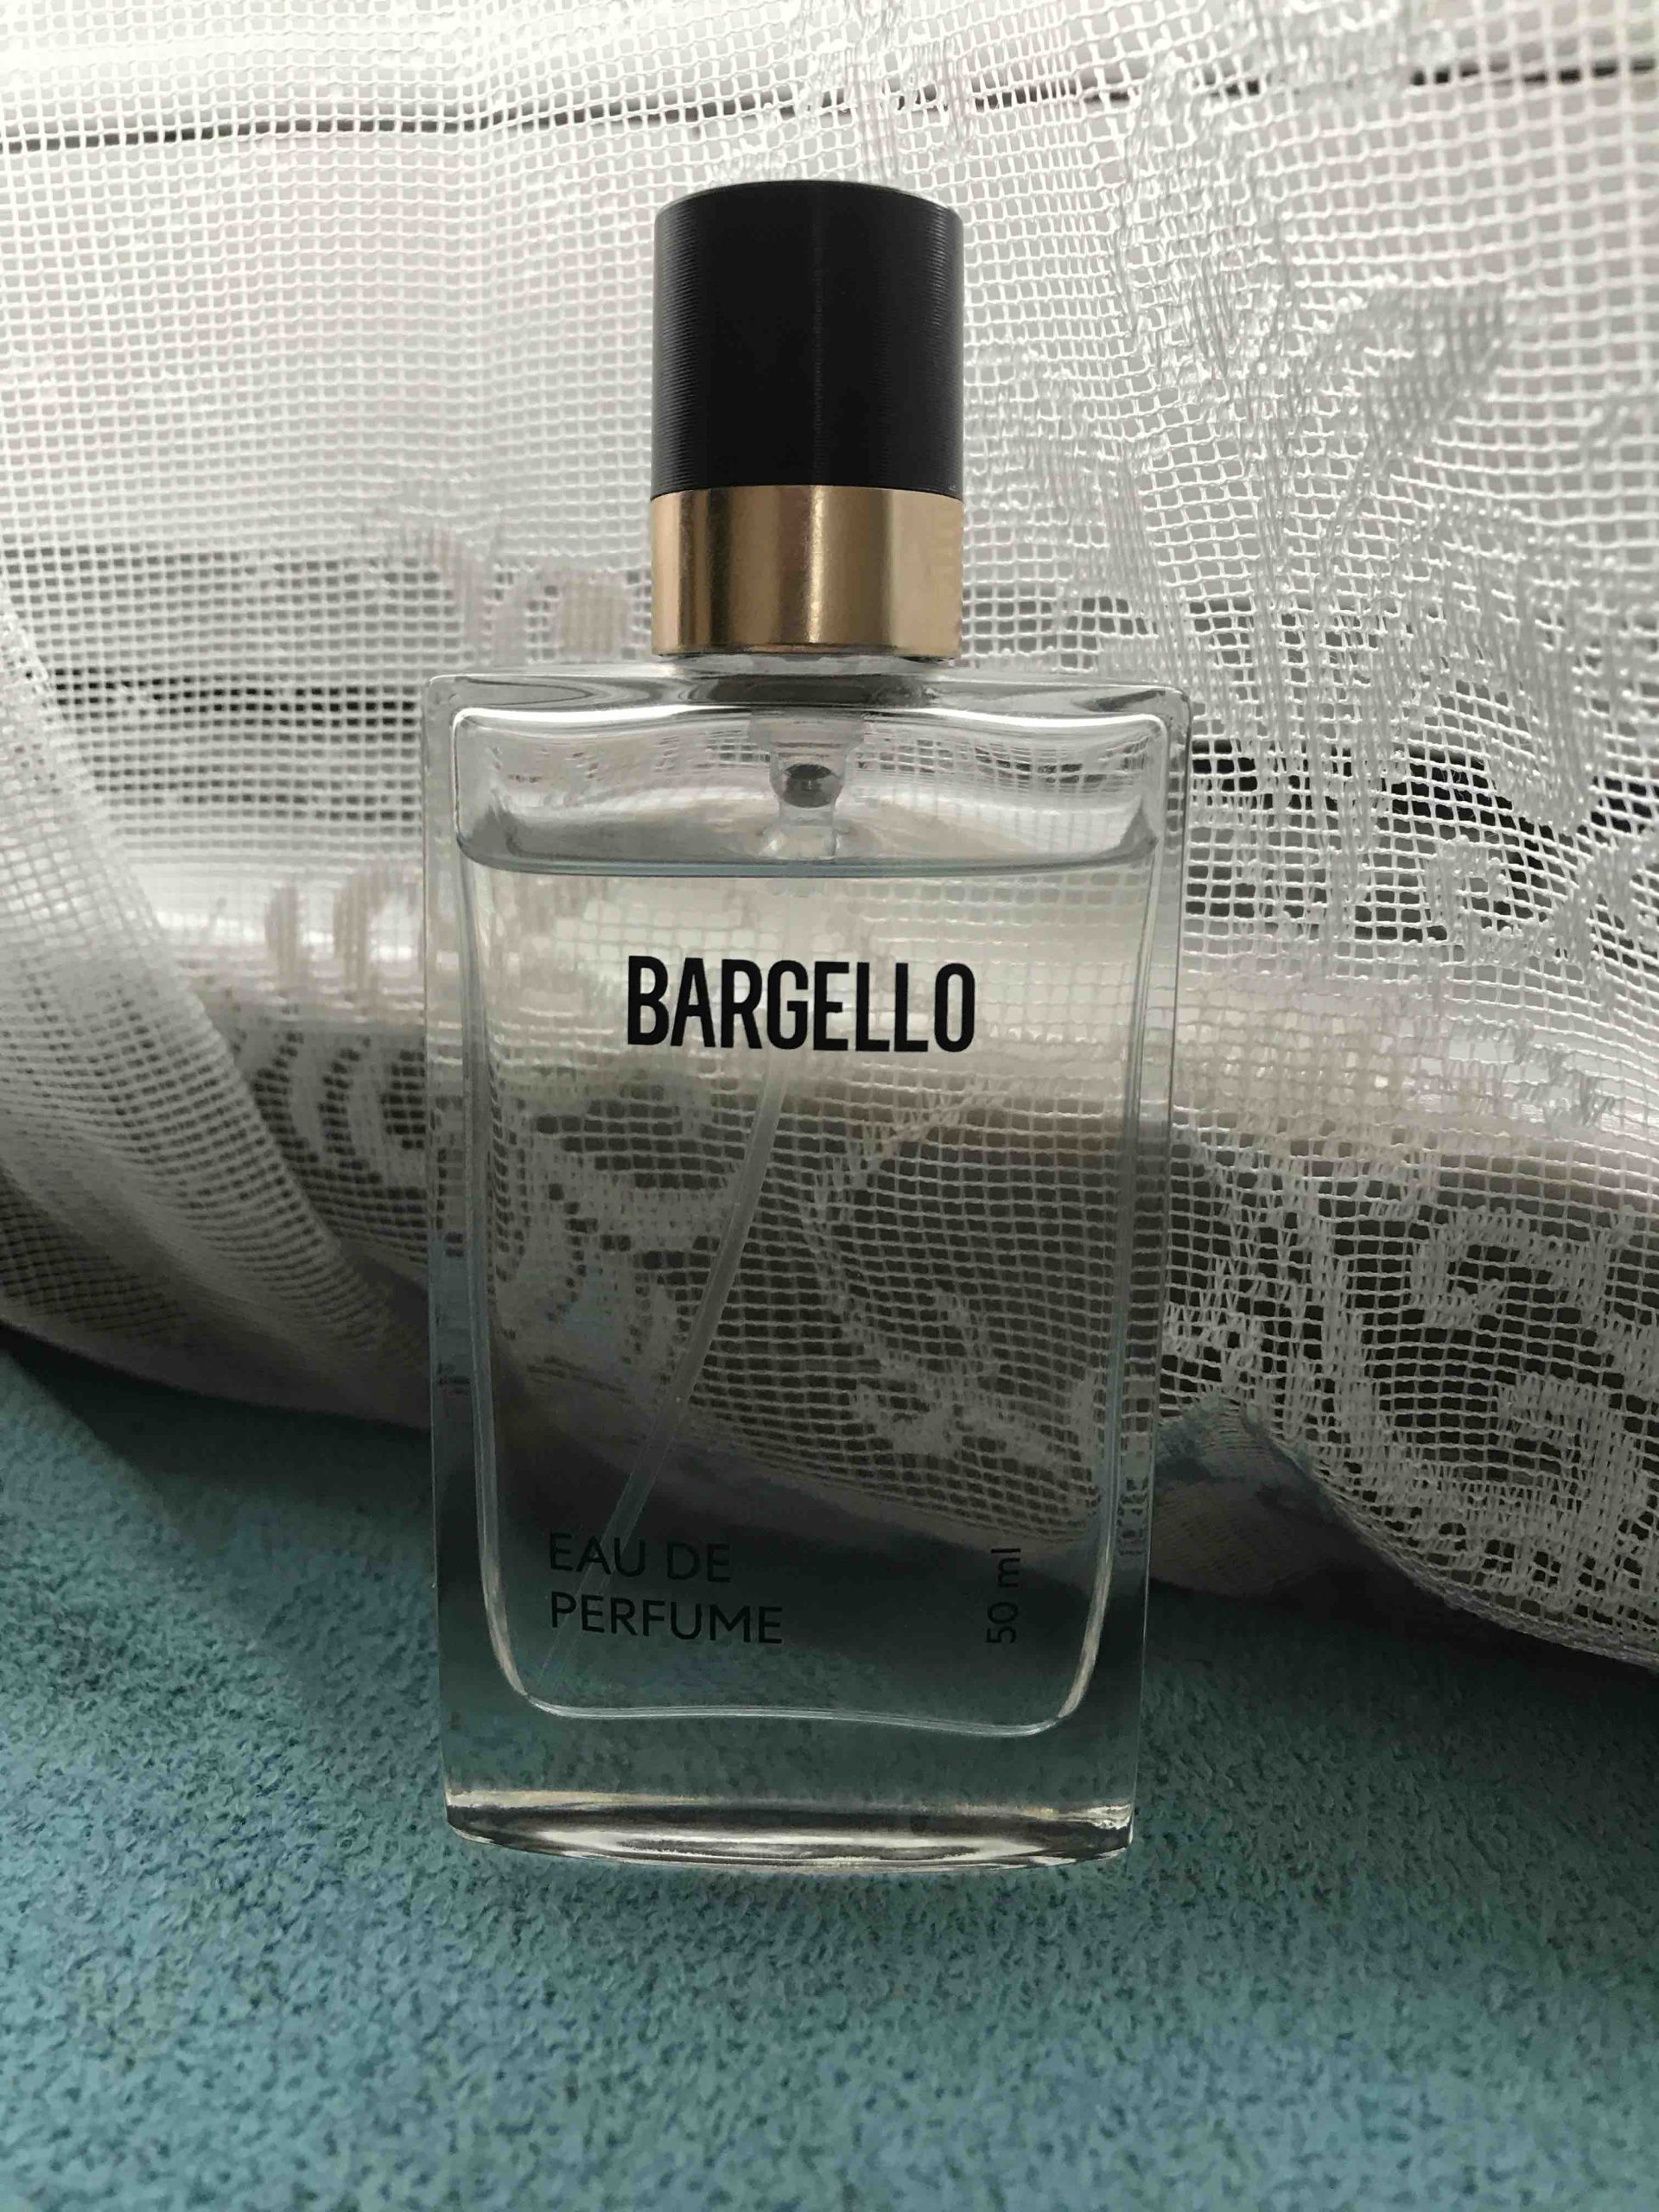 BARGELLO
EAU DE
PERFUME
50 ml